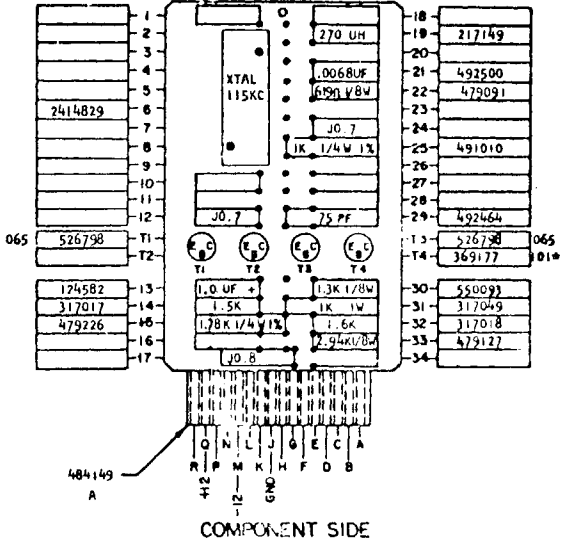 1 18
2 270 UH 19 217149
3 20
4 XTAL .0068UF 21 492500
5 115KC 619Ω 1/8W 22 479091
2414829 6 23
7 J0.7 24
8 1K 1/4W 1% 25 491010
9 26
10 27
11 28
12 J0.7 75 PF 29 492464
065 526798 T1 E B C E B C E B C E B C T3 526798 065
T2 T1 T2 T3 T4 T4 369177 101*
124582 13 1.0 UF + 1.3K 1/8W 30 550093
317017 14 1.5K 1K 1W 31 317049
479226 15 1.78K 1/4W 1% 1.6K 32 317018
16 2.94K1/8W 33 479127
17 J0.8 34
Q N L J G E C A
R P M K H F D B
+12 -12 GND
484149
A
COMPONENT SIDE